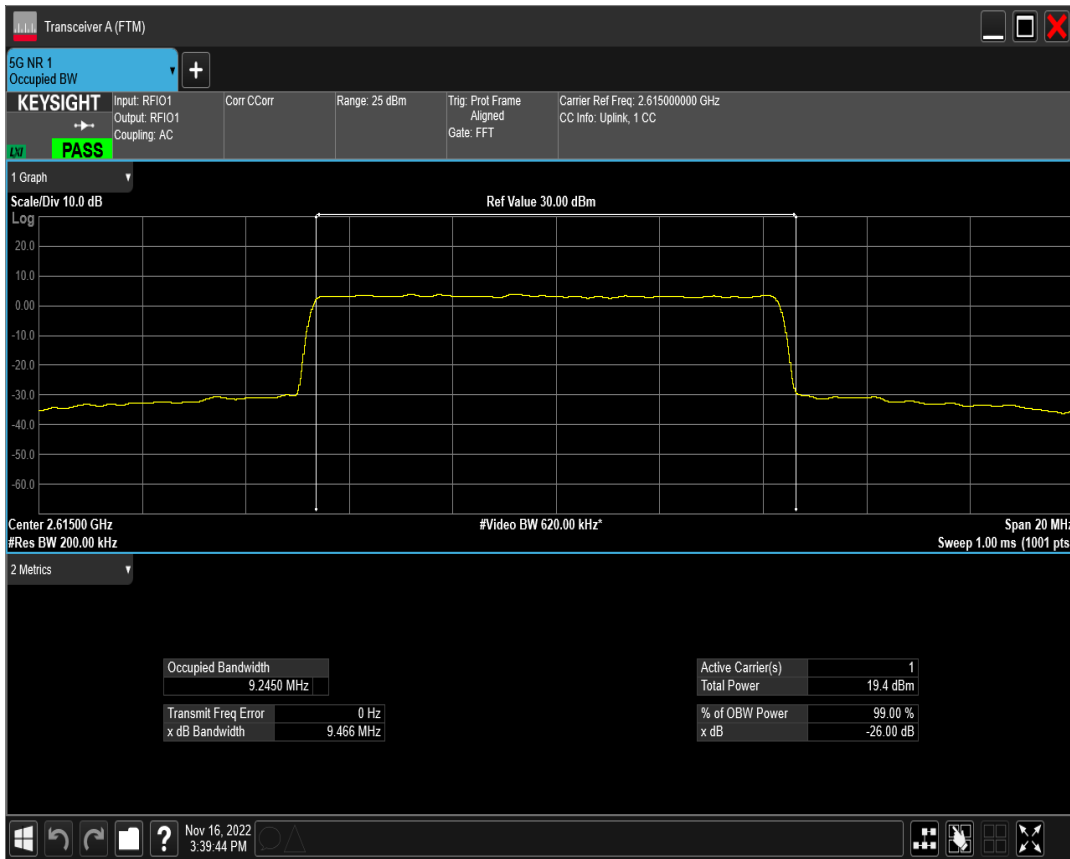 Transceiver A (FTM)
5G NR 1
Occupied BW
+
KEYSIGHT
LXI
PASS
Input: RFIO1
Output: RFIO1
Coupling: AC
Corr CCorr
Range: 25 dBm
Trig: Prot Frame
Aligned
Gate: FFT
Carrier Ref Freq: 2.615000000 GHz
CC Info: Uplink, 1 CC
1 Graph
Scale/Div 10.0 dB
Ref Value 30.00 dBm
Log
20.0
10.0
0.00
-10.0
-20.0
-30.0
-40.0
-50.0
-60.0
Center 2.61500 GHz
#Video BW 620.00 kHz*
Span 20 MHz
#Res BW 200.00 kHz
Sweep 1.00 ms (1001 pts
2 Metrics
Occupied Bandwidth
9.2450 MHz
Transmit Freq Error 0 Hz
x dB Bandwidth 9.466 MHz
Active Carrier(s) 1
Total Power 19.4 dBm
% of OBW Power 99.00 %
x dB -26.00 dB
?
Nov 16, 2022
3:39:44 PM